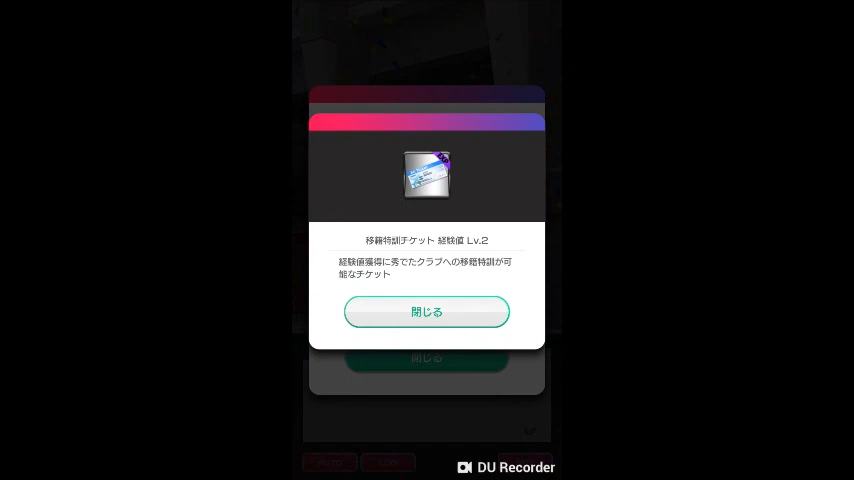 移籍特訓チケット 経験値 Lv.2
経験値獲得に秀でたクラブへの移籍特訓が可
能なチケット
閉じる
閉じる
AUTO
DU Recorder